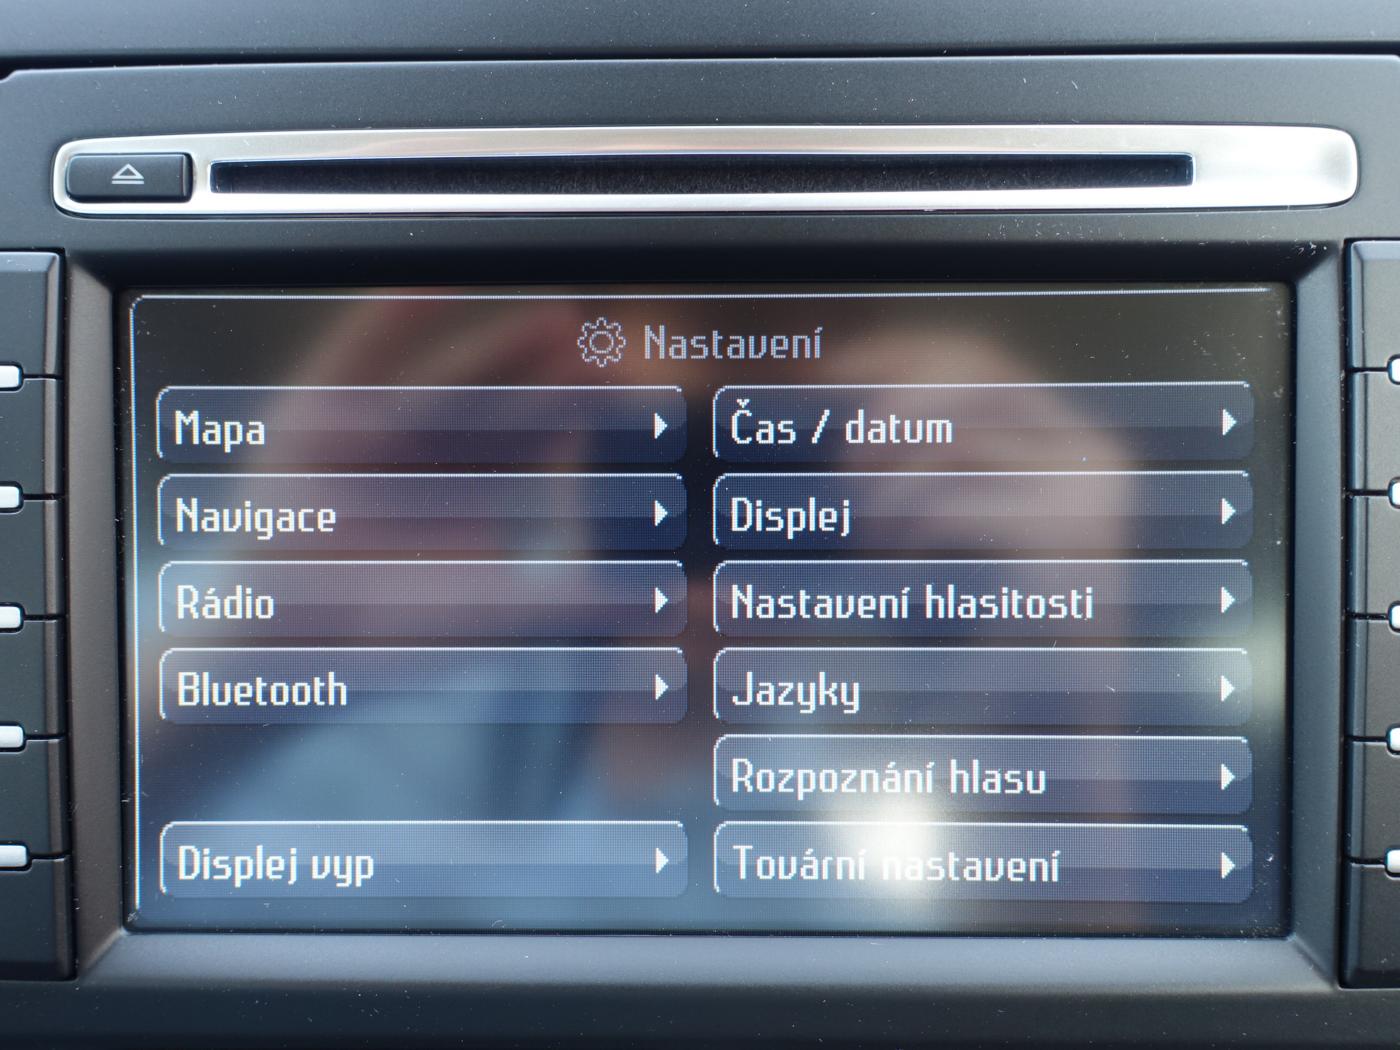 Nastavení
Mapa
Navigace
Rádio
Bluetooth
Displej vyp
Čas / datum
Displej
Nastavení hlasitosti
Jazyky
Rozpoznání hlasu
Tovární nastavení